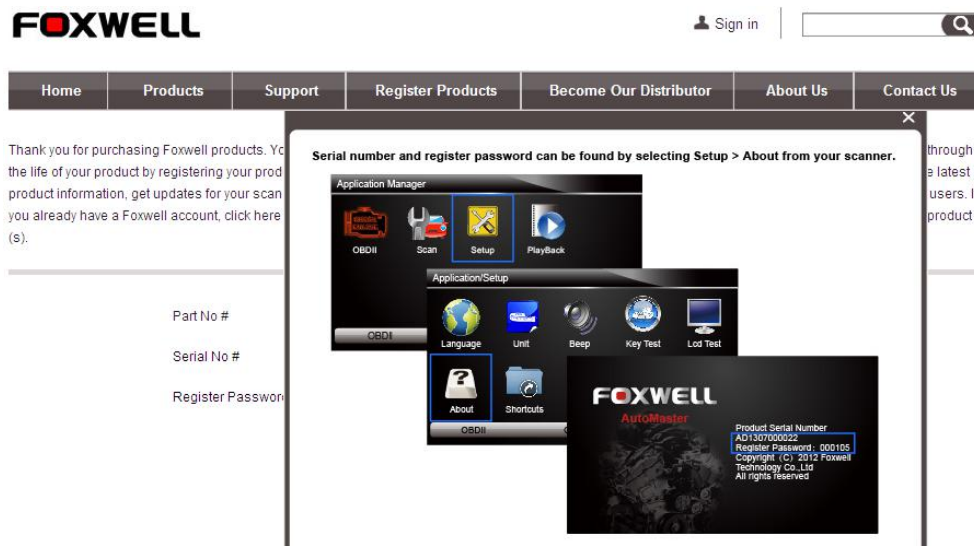 FOXWELL
Sign in
Home Products Support Register Products Become Our Distributor About Us Contact Us
Thank you for purchasing Foxwell products. through
the life of your product by registering your prod latest
product information, get updates for your scan users.
you already have a Foxwell account, click here product
(s).
Serial number and register password can be found by selecting Setup > About from your scanner.
Application Manager
OBDII Scan Setup PlayBack
OBDII
Application/Setup
Language Unit Beep Key Test Lcd Test
About Shortcuts
OBDII
FOXWELL
AutoMaster
Product Serial Number
AD1307000022
Register Password: 000105
Copyright (C) 2012 Foxwell
Technology Co.,Ltd
All rights reserved
Part No #
Serial No #
Register Password